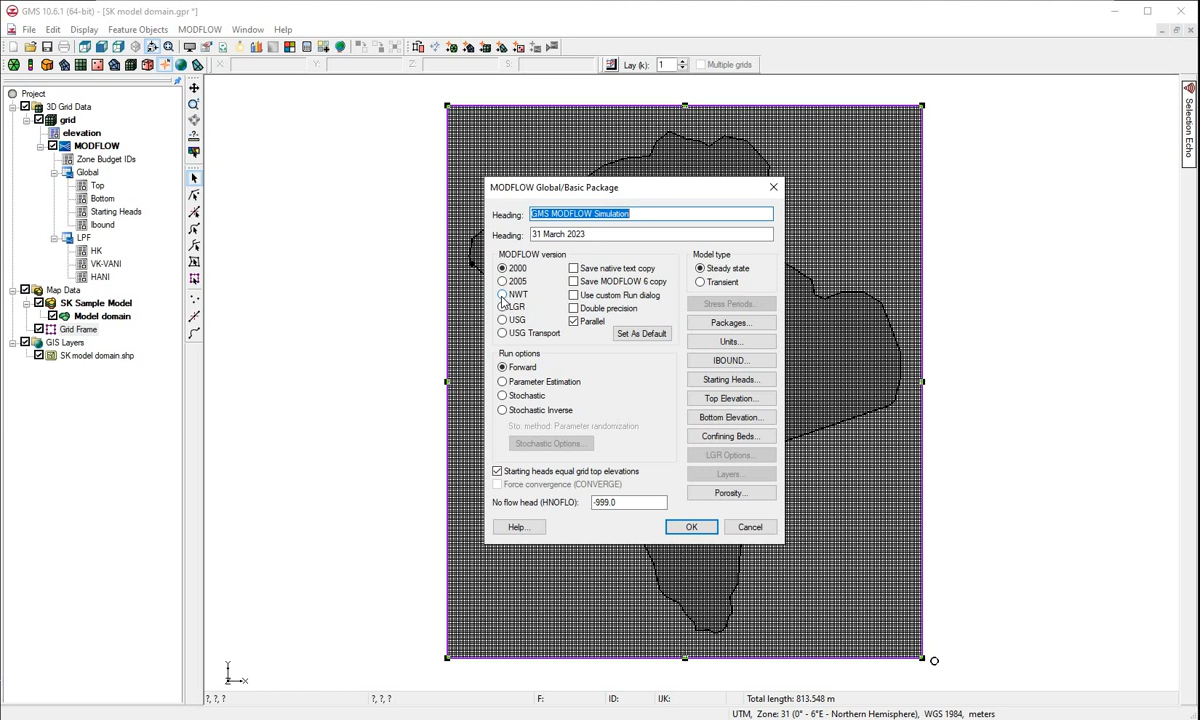 GMS 10.6.1 (64-bit) - [SK model domain.gpr *]
File Edit Display Feature Objects MODFLOW Window Help
X: Y: Z: S: Lay (k): 1 Multiple grids
Project
3D Grid Data
grid
elevation
MODFLOW
Zone Budget IDs
Global
Top
Bottom
Starting Heads
Ibound
LPF
HK
VK-VANI
HANI
Map Data
SK Sample Model
Model domain
Grid Frame
GIS Layers
SK model domain.shp
MODFLOW Global/Basic Package
Heading: GMS MODFLOW Simulation
Heading: 31 March 2023
MODFLOW version
2000
2005
NWT
LGR
USG
USG Transport
Save native text copy
Save MODFLOW 6 copy
Use custom Run dialog
Double precision
Parallel
Set As Default
Run options
Forward
Parameter Estimation
Stochastic
Stochastic Inverse
Sto. method: Parameter randomization
Stochastic Options...
Model type
Steady state
Transient
Stress Periods...
Packages...
Units...
IBOUND...
Starting Heads...
Top Elevation...
Bottom Elevation...
Confining Beds...
LGR Options...
Layers...
Porosity...
Starting heads equal grid top elevations
Force convergence (CONVERGE)
No flow head (HNOFLO): -999.0
Help... OK Cancel
Selection Echo
Y
Z X
?, ?, ? ?, ?, ? F: ID: IJK: Total length: 813.548 m
UTM, Zone: 31 (0° - 6°E - Northern Hemisphere), WGS 1984, meters